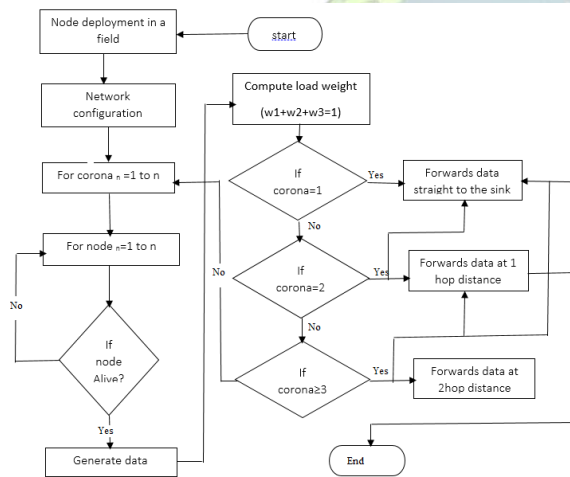 Node deployment in a
field
start
Network
configuration
For corona n =1 to n
For node n=1 to n
No
If
node
Alive?
Yes
Generate data
Compute load weight
(w1+w2+w3=1)
If
corona=1
Yes
Forwards data
straight to the sink
No
If
corona=2
Yes
Forwards data at 1
hop distance
No
No
If
corona≥3
Yes
Forwards data at
2hop distance
End